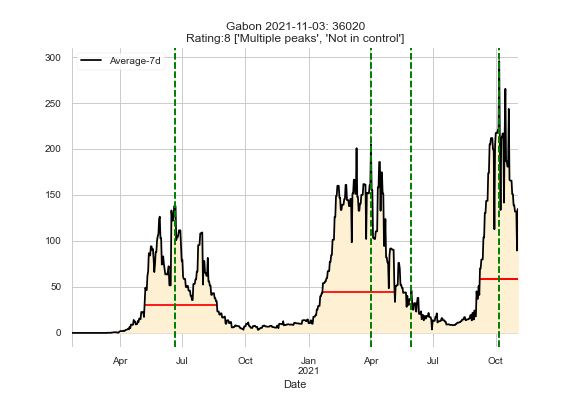 Gabon 2021-11-03: 36020
Rating:8 ['Multiple peaks', 'Not in control']
Average-7d
300
250
200
150
100
50
0
Apr Jul Oct Jan Apr Jul Oct
2021
Date